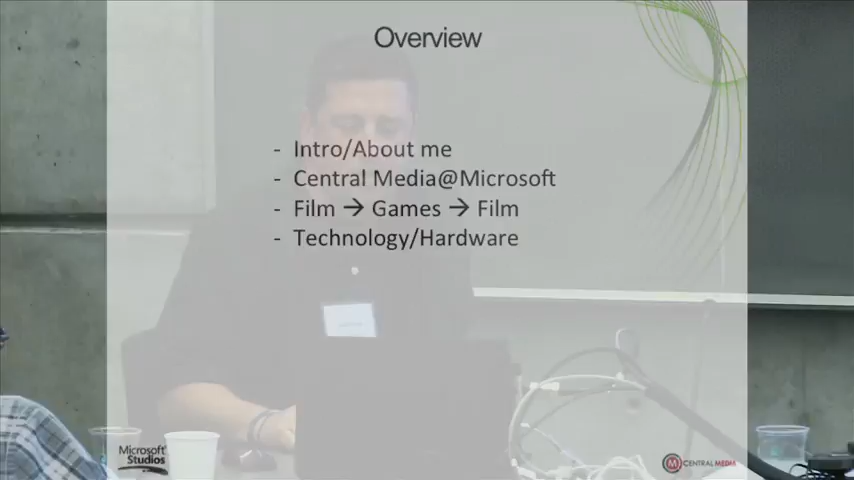 Overview
- Intro/About me
- Central Media@Microsoft
- Film → Games → Film
- Technology/Hardware
Microsoft
Studios
CENTRAL MEDIA